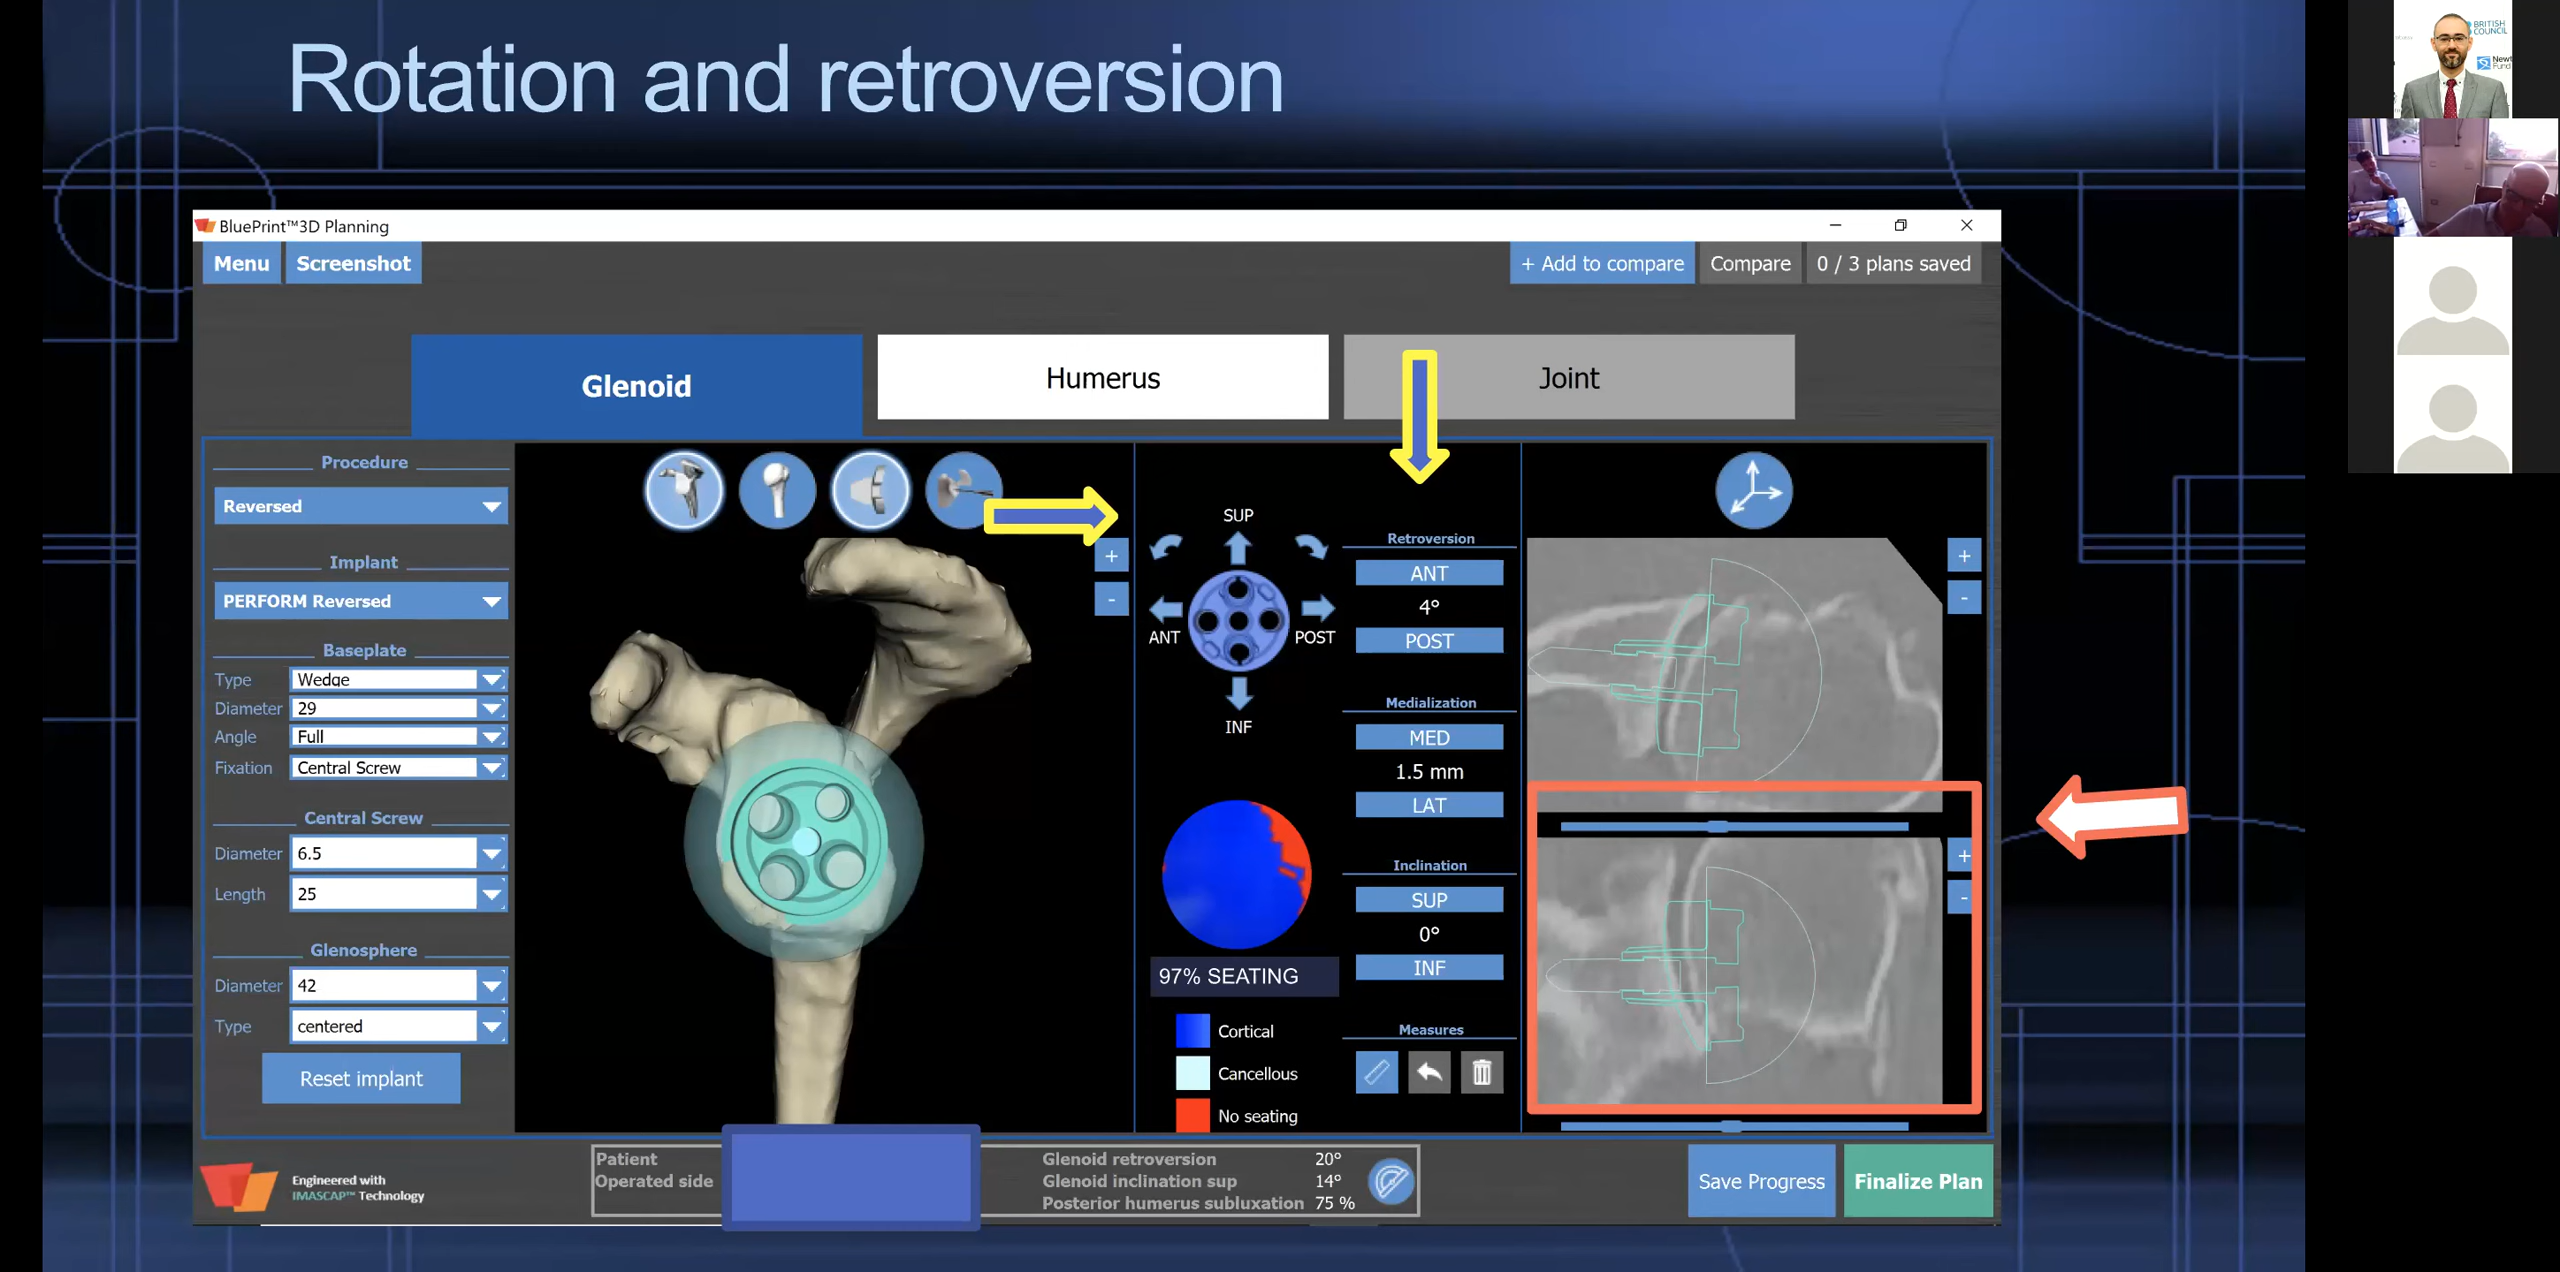 Rotation and retroversion
BRITISH COUNCIL
BluePrint™3D Planning
Menu
Screenshot
+ Add to compare
Compare
0 / 3 plans saved
Glenoid
Humerus
Joint
Procedure
Reversed
Implant
PERFORM Reversed
Baseplate
Type
Wedge
Diameter
29
Angle
Full
Fixation
Central Screw
Central Screw
Diameter
6.5
Length
25
Glenosphere
Diameter
42
Type
centered
Reset implant
+
-
SUP
ANT
POST
INF
97% SEATING
Cortical
Cancellous
No seating
Retroversion
ANT
4°
POST
Medialization
MED
1.5 mm
LAT
Inclination
SUP
0°
INF
Measures
+
-
+
-
Engineered with
IMASCAP™ Technology
Patient
Operated side
Glenoid retroversion 20°
Glenoid inclination sup 14°
Posterior humerus subluxation 75 %
Save Progress
Finalize Plan